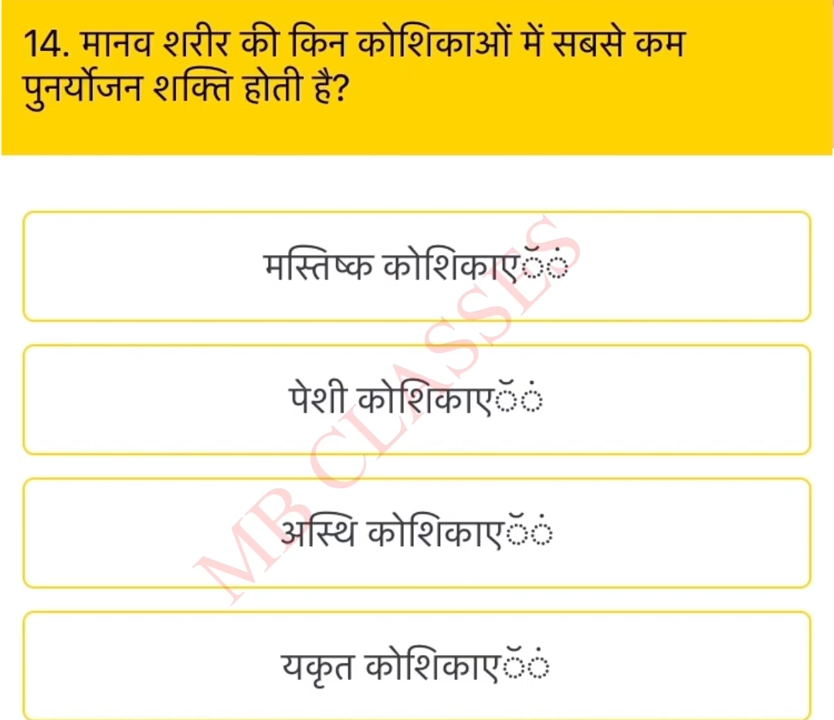 14. मानव शरीर की किन कोशिकाओं में सबसे कम
पुनर्योजन शक्ति होती है?
मस्तिष्क कोशिकाएॅं
पेशी कोशिकाएॅं
अस्थि कोशिकाएॅं
यकृत कोशिकाएॅं
MB CLASSES